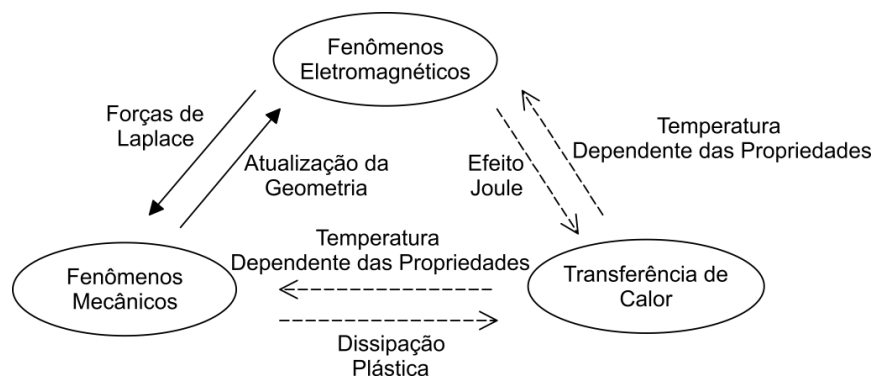 Fenômenos
Eletromagnéticos
Forças de
Laplace
Atualização da
Geometria
Efeito
Joule
Temperatura
Dependente das Propriedades
Temperatura
Dependente das Propriedades
Fenômenos
Mecânicos
Transferência de
Calor
Dissipação
Plástica